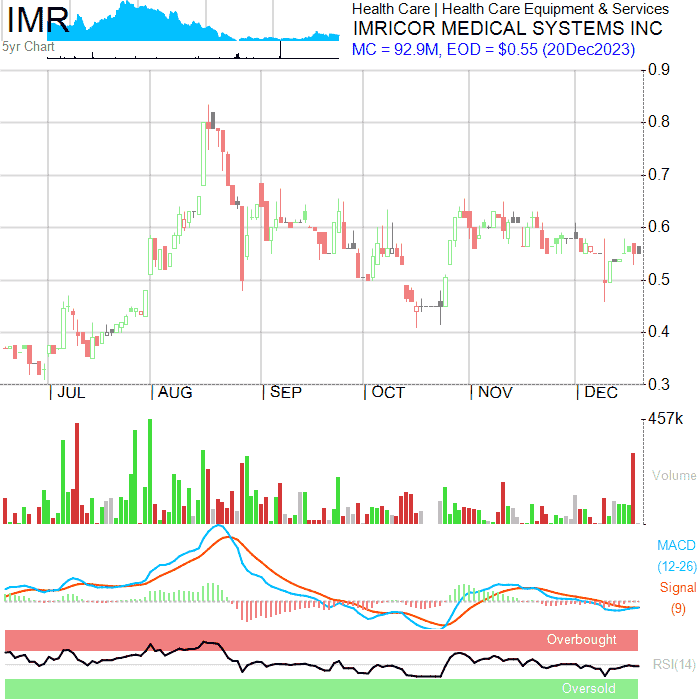 IMR
5yr Chart
Health Care | Health Care Equipment & Services
IMRICOR MEDICAL SYSTEMS INC
MC = 92.9M, EOD = $0.55 (20Dec2023)
0.9
0.8
0.7
0.6
0.5
0.4
0.3
| JUL | AUG | SEP | OCT | NOV | DEC
457k
Volume
MACD
(12-26)
Signal
(9)
Overbought
RSI(14)
Oversold